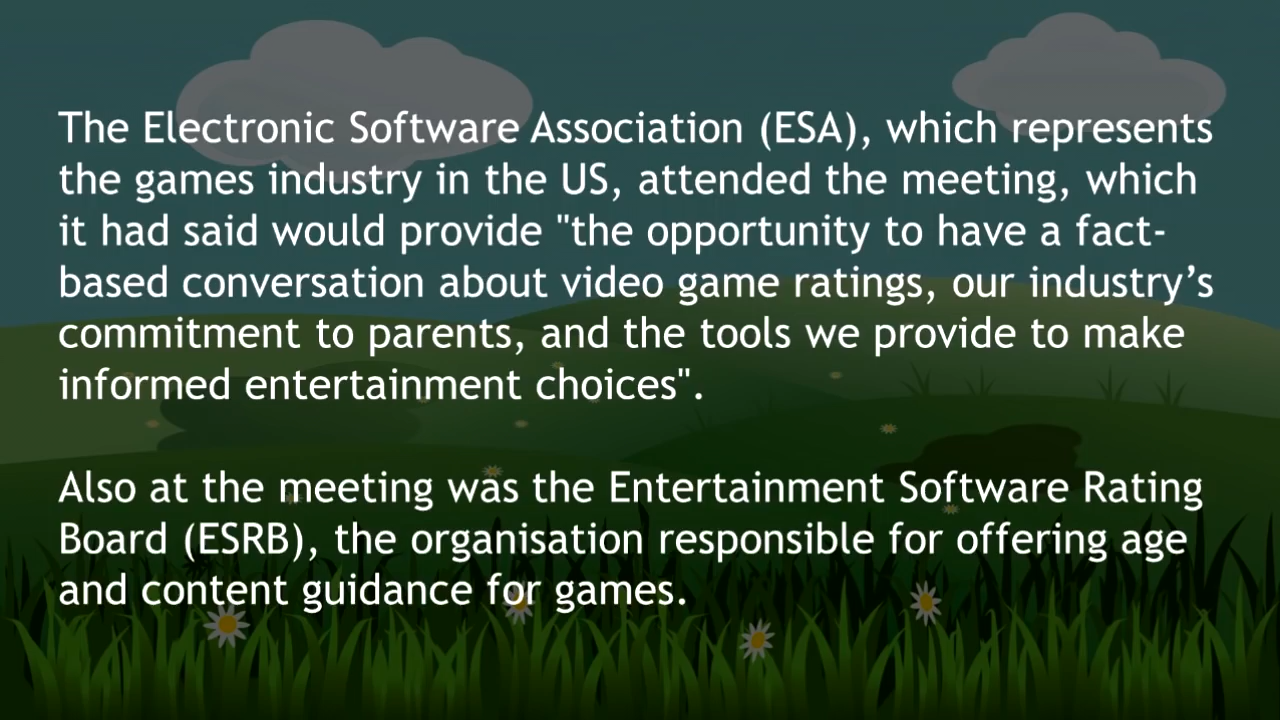 The Electronic Software Association (ESA), which represents
the games industry in the US, attended the meeting, which
it had said would provide "the opportunity to have a fact-
based conversation about video game ratings, our industry’s
commitment to parents, and the tools we provide to make
informed entertainment choices".
Also at the meeting was the Entertainment Software Rating
Board (ESRB), the organisation responsible for offering age
and content guidance for games.